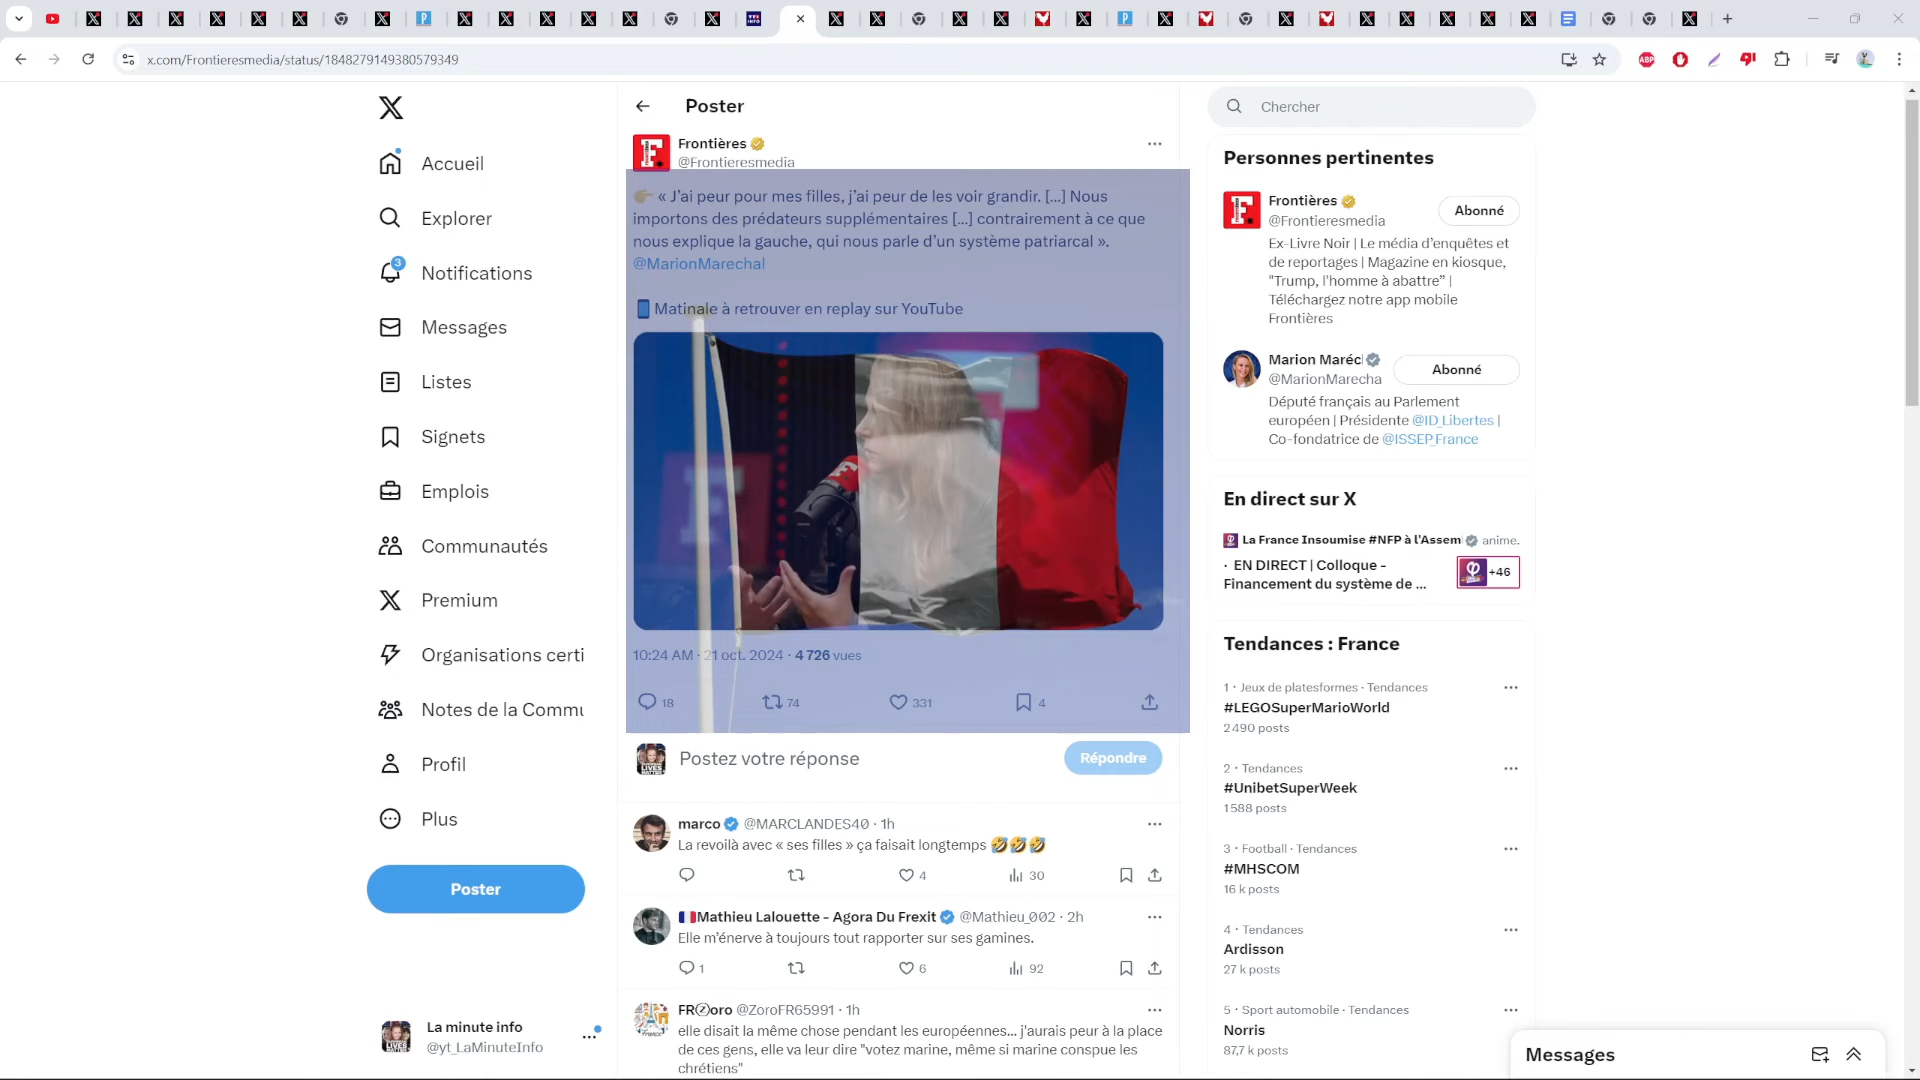 x.com/Frontieresmedia/status/1848279149380579349
Accueil
Explorer
3
Notifications
Messages
Listes
Signets
Emplois
Communautés
Premium
Organisations certi
Notes de la Commu
Profil
Plus
Poster
La minute info
@yt_LaMinuteInfo
Poster
Frontières
@Frontieresmedia
« J’ai peur pour mes filles, j’ai peur de les voir grandir. [...] Nous
importons des prédateurs supplémentaires [...] contrairement à ce que
nous explique la gauche, qui nous parle d’un système patriarcal ».
@MarionMarechal
Matinale à retrouver en replay sur YouTube
10:24 AM · 21 oct. 2024 · 4 726 vues
18 74 331 4
Postez votre réponse
Répondre
marco @MARCLANDES40 · 1h
La revoilà avec « ses filles » ça faisait longtemps 🤣🤣🤣
4 30
Mathieu Lalouette - Agora Du Frexit @Mathieu_002 · 2h
Elle m’énerve à toujours tout rapporter sur ses gamines.
1 6 92
FRⓏoro @ZoroFR65991 · 1h
elle disait la même chose pendant les européennes... j'aurais peur à la place
de ces gens, elle va leur dire "votez marine, même si marine conspue les
chrétiens"
Chercher
Personnes pertinentes
Frontières
@Frontieresmedia
Abonné
Ex-Livre Noir | Le média d’enquêtes et
de reportages | Magazine en kiosque,
"Trump, l'homme à abattre” |
Téléchargez notre app mobile
Frontières
Marion Maréc
@MarionMarecha
Abonné
Député français au Parlement
européen | Présidente @ID_Libertes |
Co-fondatrice de @ISSEP_France
En direct sur X
La France Insoumise #NFP à l'Assem anime.
· EN DIRECT | Colloque -
Financement du système de ...
+46
Tendances : France
1 · Jeux de platesformes · Tendances
#LEGOSuperMarioWorld
2 490 posts
2 · Tendances
#UnibetSuperWeek
1 588 posts
3 · Football · Tendances
#MHSCOM
16 k posts
4 · Tendances
Ardisson
27 k posts
5 · Sport automobile · Tendances
Norris
87,7 k posts
Messages